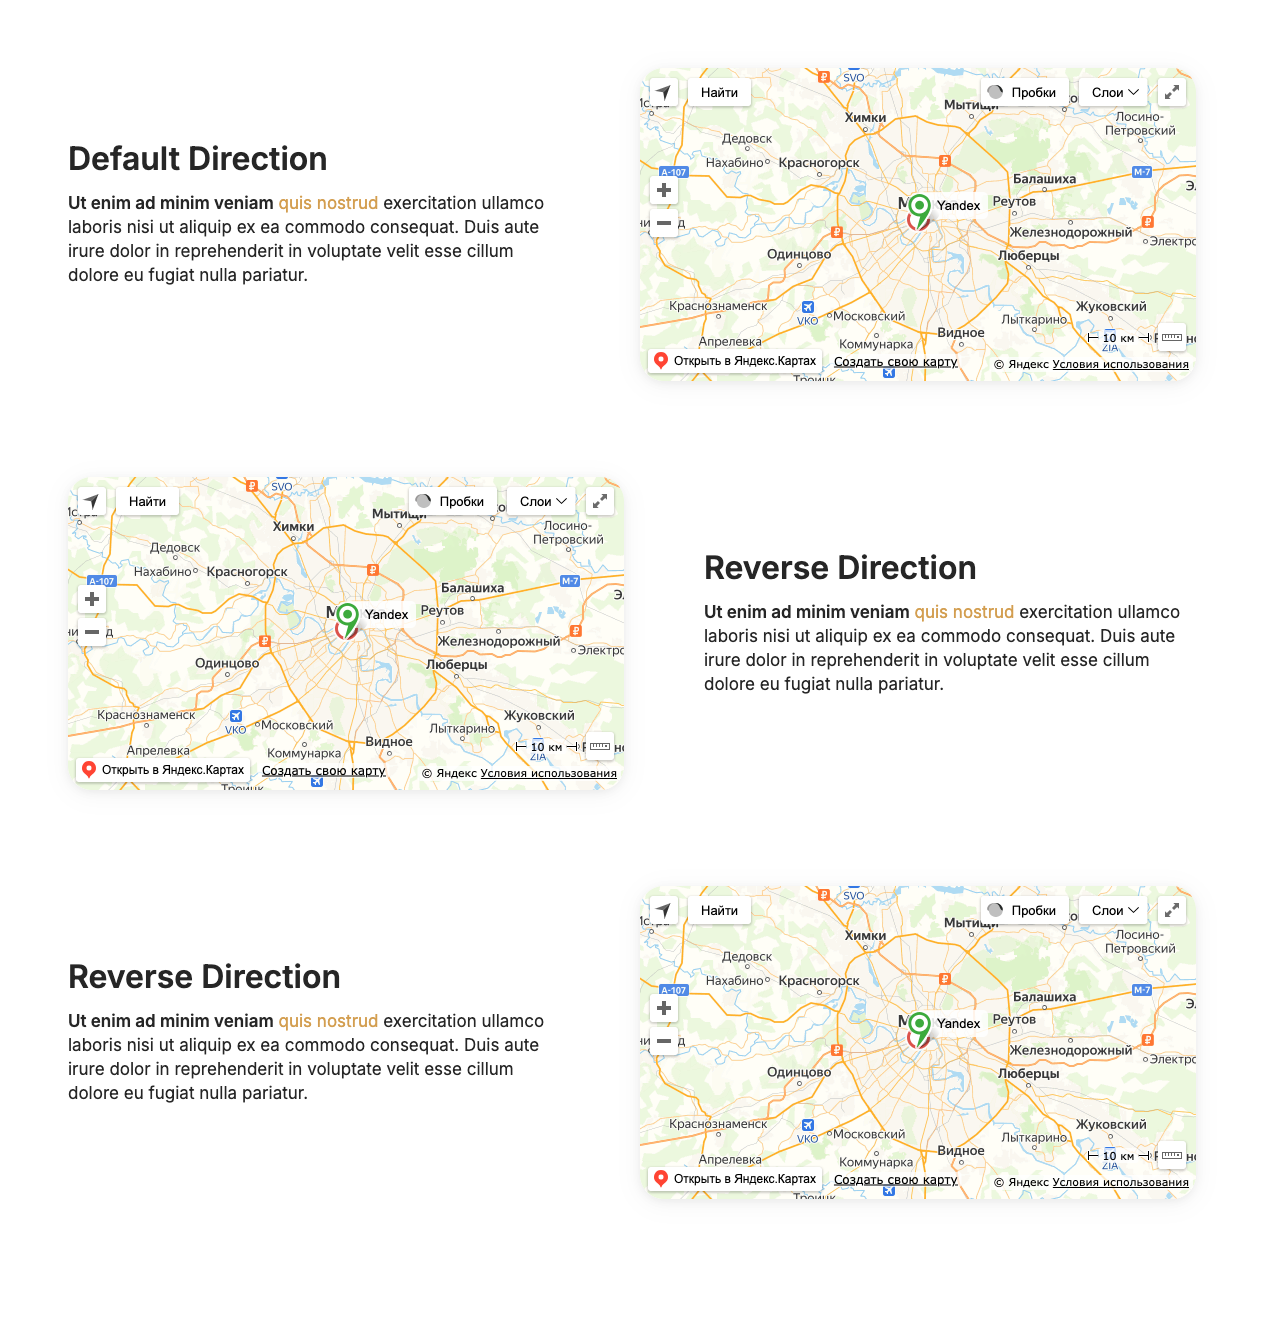 Default Direction
Ut enim ad minim veniam quis nostrud exercitation ullamco
laboris nisi ut aliquip ex ea commodo consequat. Duis aute
irure dolor in reprehenderit in voluptate velit esse cillum
dolore eu fugiat nulla pariatur.
SVO
Найти
Пробки
Слои
Мытищи
Химки
Лосино-
Петровский
Дедовск
Нахабино
Красногорск
А-107
М-7
Балашиха
Реутов
Yandex
Железнодорожный
Электро
Одинцово
Люберцы
Краснознаменск
VKO
Московский
Жуковский
Лыткарино
Видное
10 км
ZIA
Апрелевка
Коммунарка
Открыть в Яндекс.Картах
Создать свою карту
© Яндекс Условия использования
Троицк
SVO
Найти
Пробки
Слои
Мытищи
Химки
Лосино-
Петровский
Дедовск
Нахабино
Красногорск
А-107
М-7
Балашиха
Реутов
Yandex
Железнодорожный
Электро
Одинцово
Люберцы
Краснознаменск
VKO
Московский
Жуковский
Лыткарино
Видное
10 км
ZIA
Апрелевка
Коммунарка
Открыть в Яндекс.Картах
Создать свою карту
© Яндекс Условия использования
Троицк
Reverse Direction
Ut enim ad minim veniam quis nostrud exercitation ullamco
laboris nisi ut aliquip ex ea commodo consequat. Duis aute
irure dolor in reprehenderit in voluptate velit esse cillum
dolore eu fugiat nulla pariatur.
Reverse Direction
Ut enim ad minim veniam quis nostrud exercitation ullamco
laboris nisi ut aliquip ex ea commodo consequat. Duis aute
irure dolor in reprehenderit in voluptate velit esse cillum
dolore eu fugiat nulla pariatur.
SVO
Найти
Пробки
Слои
Мытищи
Химки
Лосино-
Петровский
Дедовск
Нахабино
Красногорск
А-107
М-7
Балашиха
Реутов
Yandex
Железнодорожный
Электро
Одинцово
Люберцы
Краснознаменск
VKO
Московский
Жуковский
Лыткарино
Видное
10 км
ZIA
Апрелевка
Коммунарка
Открыть в Яндекс.Картах
Создать свою карту
© Яндекс Условия использования
Троицк